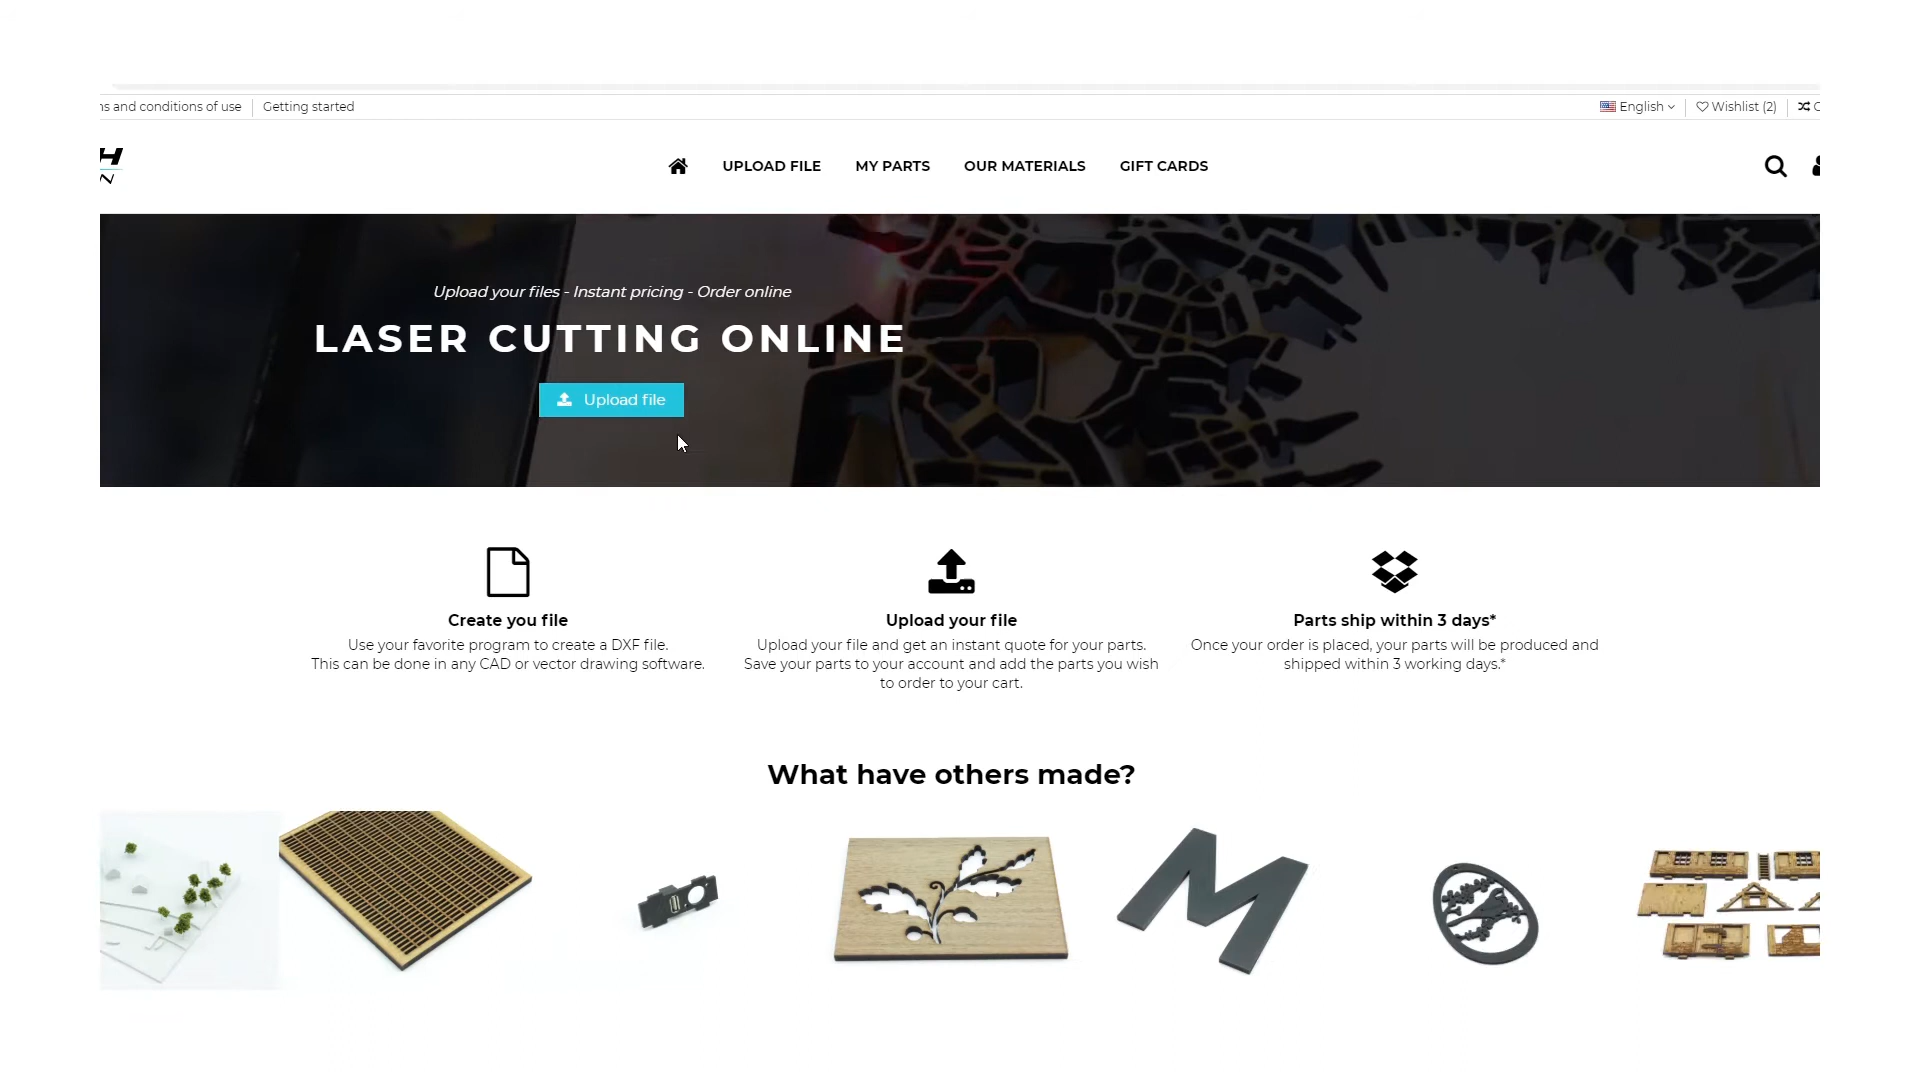 and conditions of use
Getting started
English
Wishlist (2)
UPLOAD FILE
MY PARTS
OUR MATERIALS
GIFT CARDS
Upload your files - Instant pricing - Order online
LASER CUTTING ONLINE
Upload file
Create you file
Use your favorite program to create a DXF file.
This can be done in any CAD or vector drawing software.
Upload your file
Upload your file and get an instant quote for your parts.
Save your parts to your account and add the parts you wish
to order to your cart.
Parts ship within 3 days*
Once your order is placed, your parts will be produced and
shipped within 3 working days.*
What have others made?
M